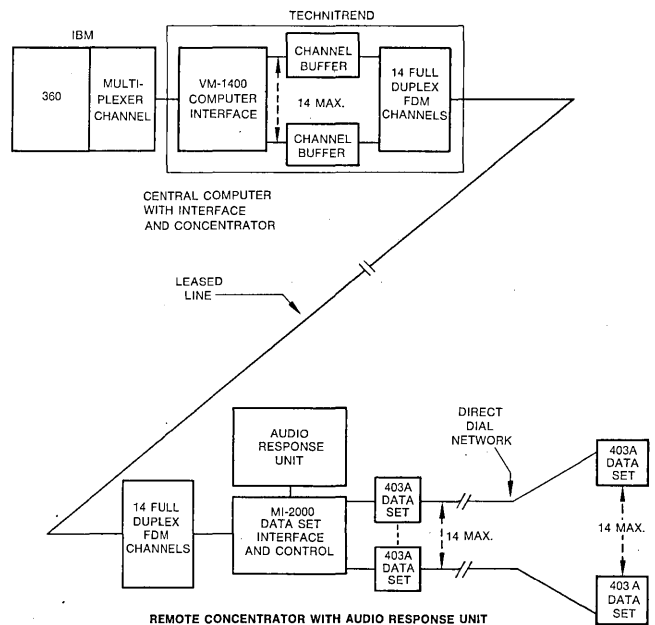 TECHNITREND
IBM
360
MULTI-
PLEXER
CHANNEL
VM-1400
COMPUTER
INTERFACE
CHANNEL
BUFFER
14 MAX.
CHANNEL
BUFFER
14 FULL
DUPLEX
FDM
CHANNELS
CENTRAL COMPUTER
WITH INTERFACE
AND CONCENTRATOR
LEASED
LINE
AUDIO
RESPONSE
UNIT
DIRECT
DIAL
NETWORK
14 FULL
DUPLEX
FDM
CHANNELS
MI-2000
DATA SET
INTERFACE
AND CONTROL
403A
DATA
SET
403A
DATA
SET
14 MAX.
403A
DATA
SET
14 MAX.
403 A
DATA
SET
REMOTE CONCENTRATOR WITH AUDIO RESPONSE UNIT